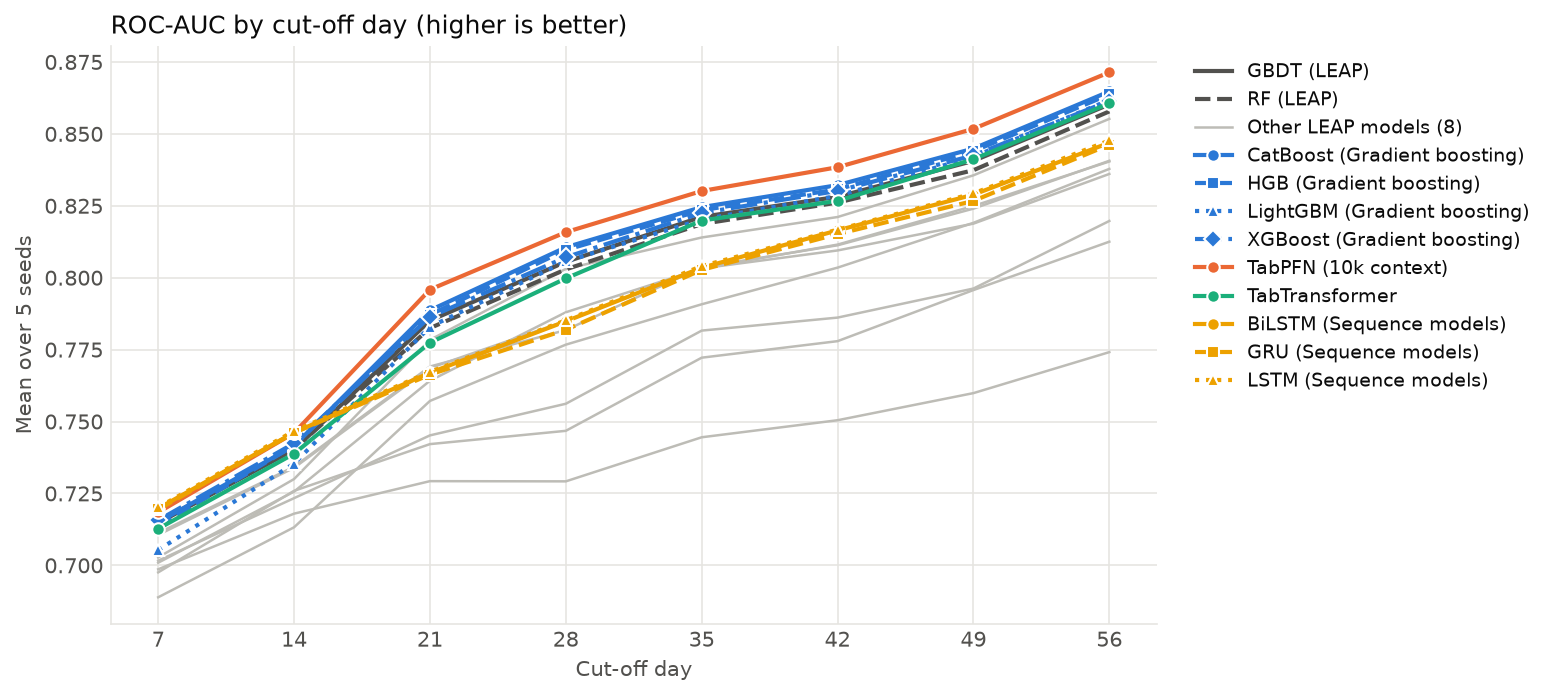 ROC-AUC by cut-off day (higher is better)
0.875
0.850
0.825
0.800
0.775
0.750
0.725
0.700
Mean over 5 seeds
7 14 21 28 35 42 49 56
Cut-off day
GBDT (LEAP)
RF (LEAP)
Other LEAP models (8)
CatBoost (Gradient boosting)
HGB (Gradient boosting)
LightGBM (Gradient boosting)
XGBoost (Gradient boosting)
TabPFN (10k context)
TabTransformer
BiLSTM (Sequence models)
GRU (Sequence models)
LSTM (Sequence models)